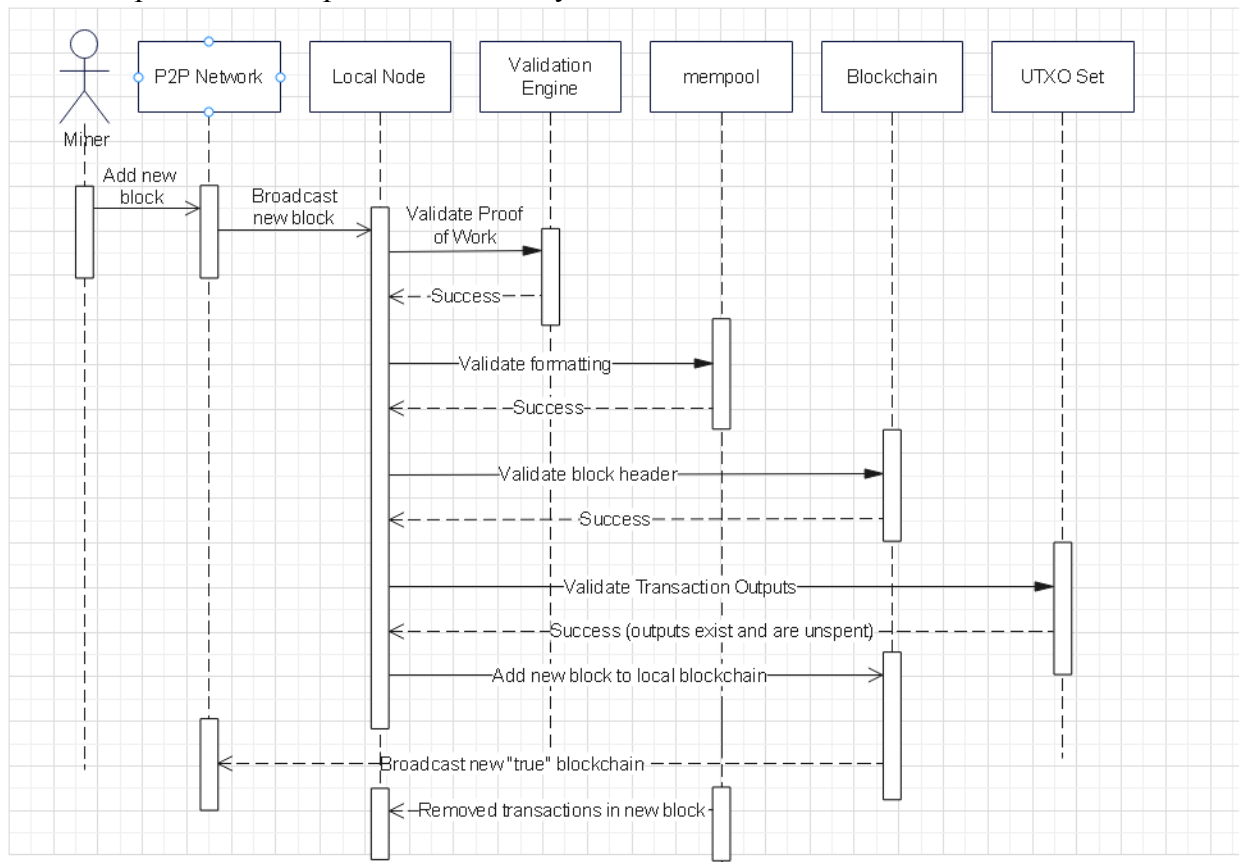 P2P Network
Local Node
Validation
Engine
mempool
Blockchain
UTXO Set
Miner
Add new
block
Broadcast
new block
Validate Proof
of Work
Success
Validate formatting
Success
Validate block header
Success
Validate Transaction Outputs
Success (outputs exist and are unspent)
Add new block to local blockchain
Broadcast new "true" blockchain
Removed transactions in new block